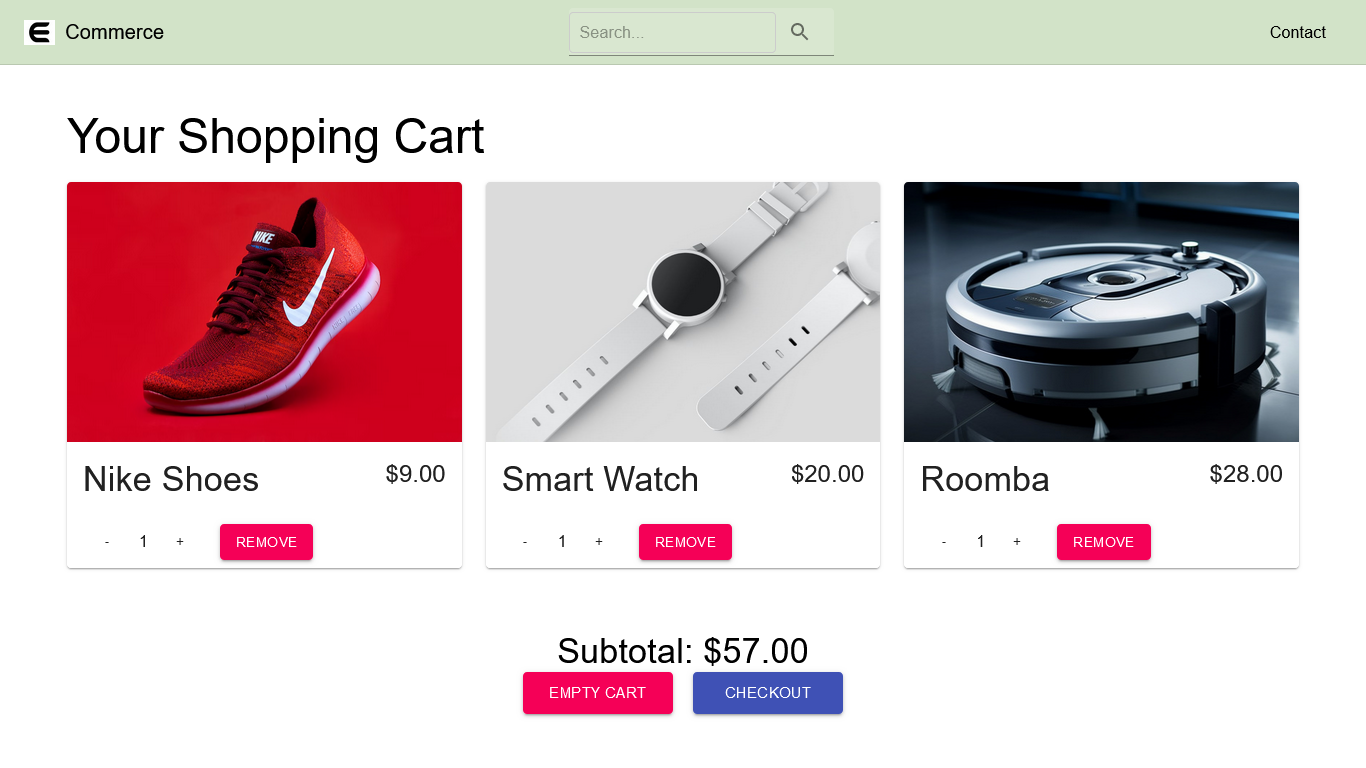 Commerce
Search...
Contact
Your Shopping Cart
NIKE
Nike Shoes $9.00
- 1 + REMOVE
Smart Watch $20.00
- 1 + REMOVE
Roomba $28.00
- 1 + REMOVE
Subtotal: $57.00
EMPTY CART CHECKOUT